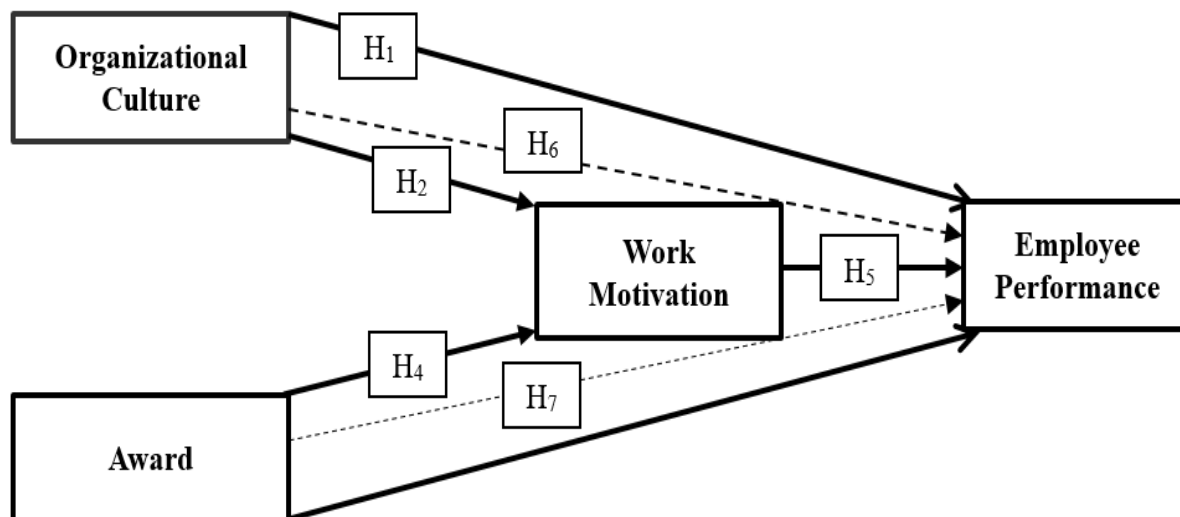 Organizational
Culture
H₁
H₆
H₂
Work
Motivation
H₅
Employee
Performance
H₄
H₇
Award